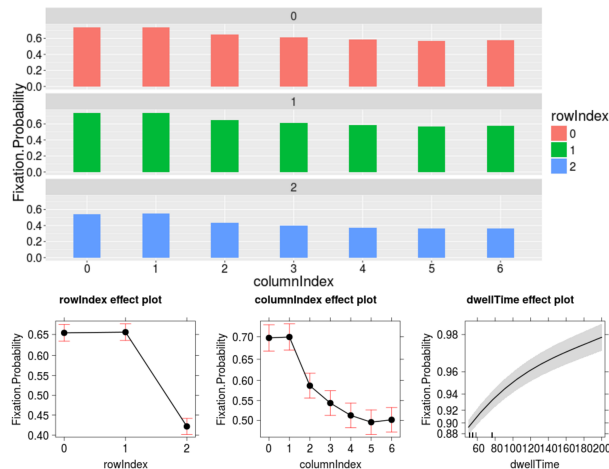 0
0.6
0.4
0.2
0.0
1
0.6
0.4
0.2
0.0
2
0.6
0.4
0.2
0.0
Fixation.Probability
0 1 2 3 4 5 6
columnIndex
rowIndex
0
1
2
rowIndex effect plot
0.65
0.60
0.55
0.50
0.45
0.40
Fixation.Probability
0 1 2
rowIndex
columnIndex effect plot
0.70
0.65
0.60
0.55
0.50
Fixation.Probability
0 1 2 3 4 5 6
columnIndex
dwellTime effect plot
0.98
0.96
0.94
0.92
0.90
0.88
Fixation.Probability
60 80 100120140160180200
dwellTime